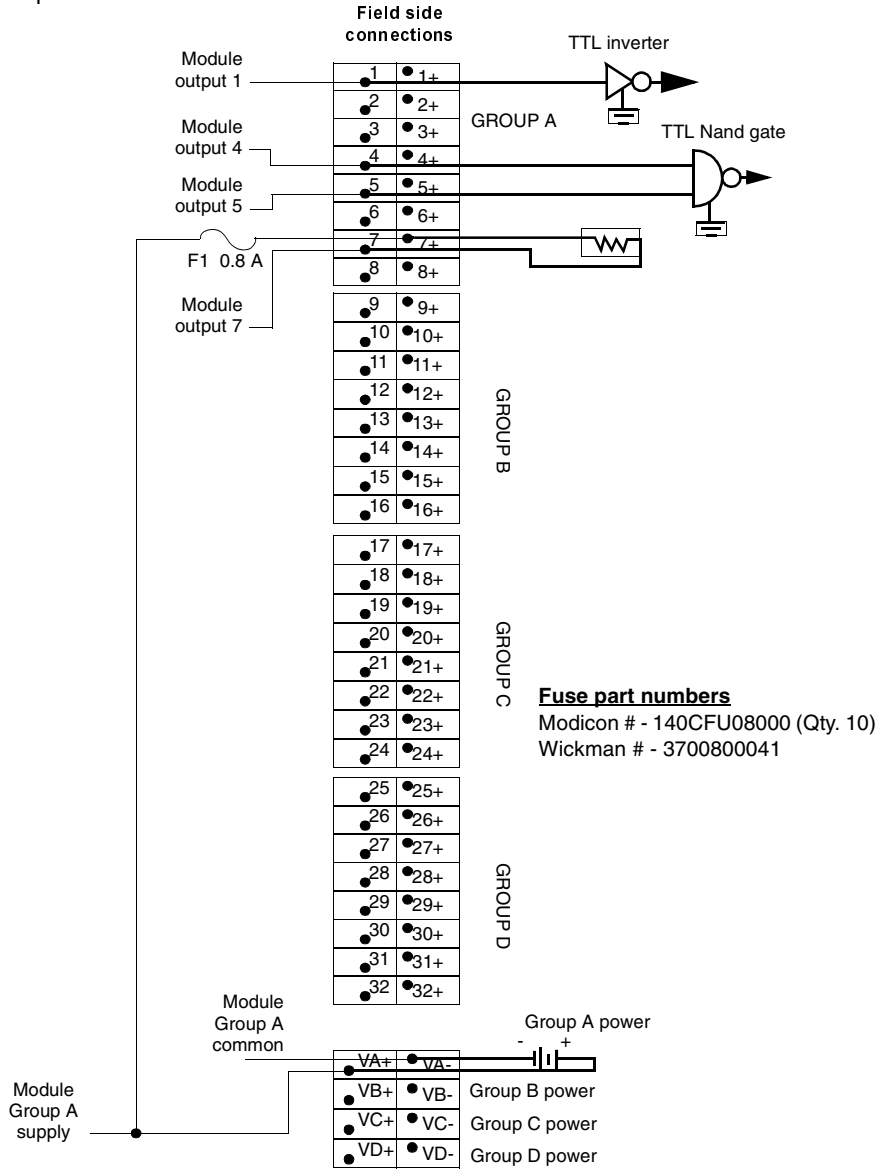 Field side
connections
TTL inverter
Module
output 1
1 1+
2 2+
GROUP A
3 3+
TTL Nand gate
Module
output 4
4 4+
Module
output 5
5 5+
6 6+
7 7+
F1 0.8 A
8 8+
Module
output 7
9 9+
10 10+
11 11+
12 12+
13 13+
GROUP B
14 14+
15 15+
16 16+
17 17+
18 18+
19 19+
20 20+
21 21+
GROUP C
22 22+
23 23+
24 24+
Fuse part numbers
Modicon # - 140CFU08000 (Qty. 10)
Wickman # - 3700800041
25 25+
26 26+
27 27+
28 28+
29 29+
GROUP D
30 30+
31 31+
32 32+
Module
Group A
common
Group A power
- +
VA+ VA-
VB+ VB- Group B power
VC+ VC- Group C power
VD+ VD- Group D power
Module
Group A
supply